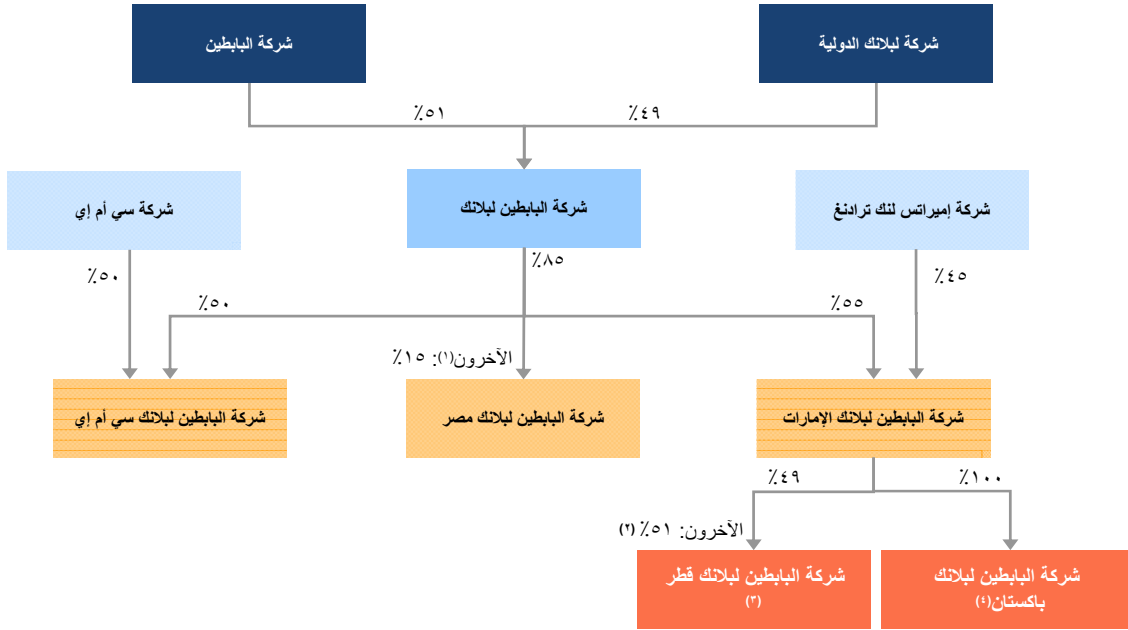 شركة لبلانك الدولية
شركة البابطين
٪٤٩
٪٥١
شركة إميراتس لنك ترادنغ
شركة البابطين لبلانك
شركة سي أم إي
٪٤٥
٪٨٥
٪٥٠
٪٥٥
٪٥٠
الآخرون(١): ٪١٥
شركة البابطين لبلانك الإمارات
شركة البابطين لبلانك مصر
شركة البابطين لبلانك سي أم إي
٪١٠٠
٪٤٩
الآخرون: ٪٥١ (٢)
شركة البابطين لبلانك
باكستان(٤)
شركة البابطين لبلانك قطر
(٣)